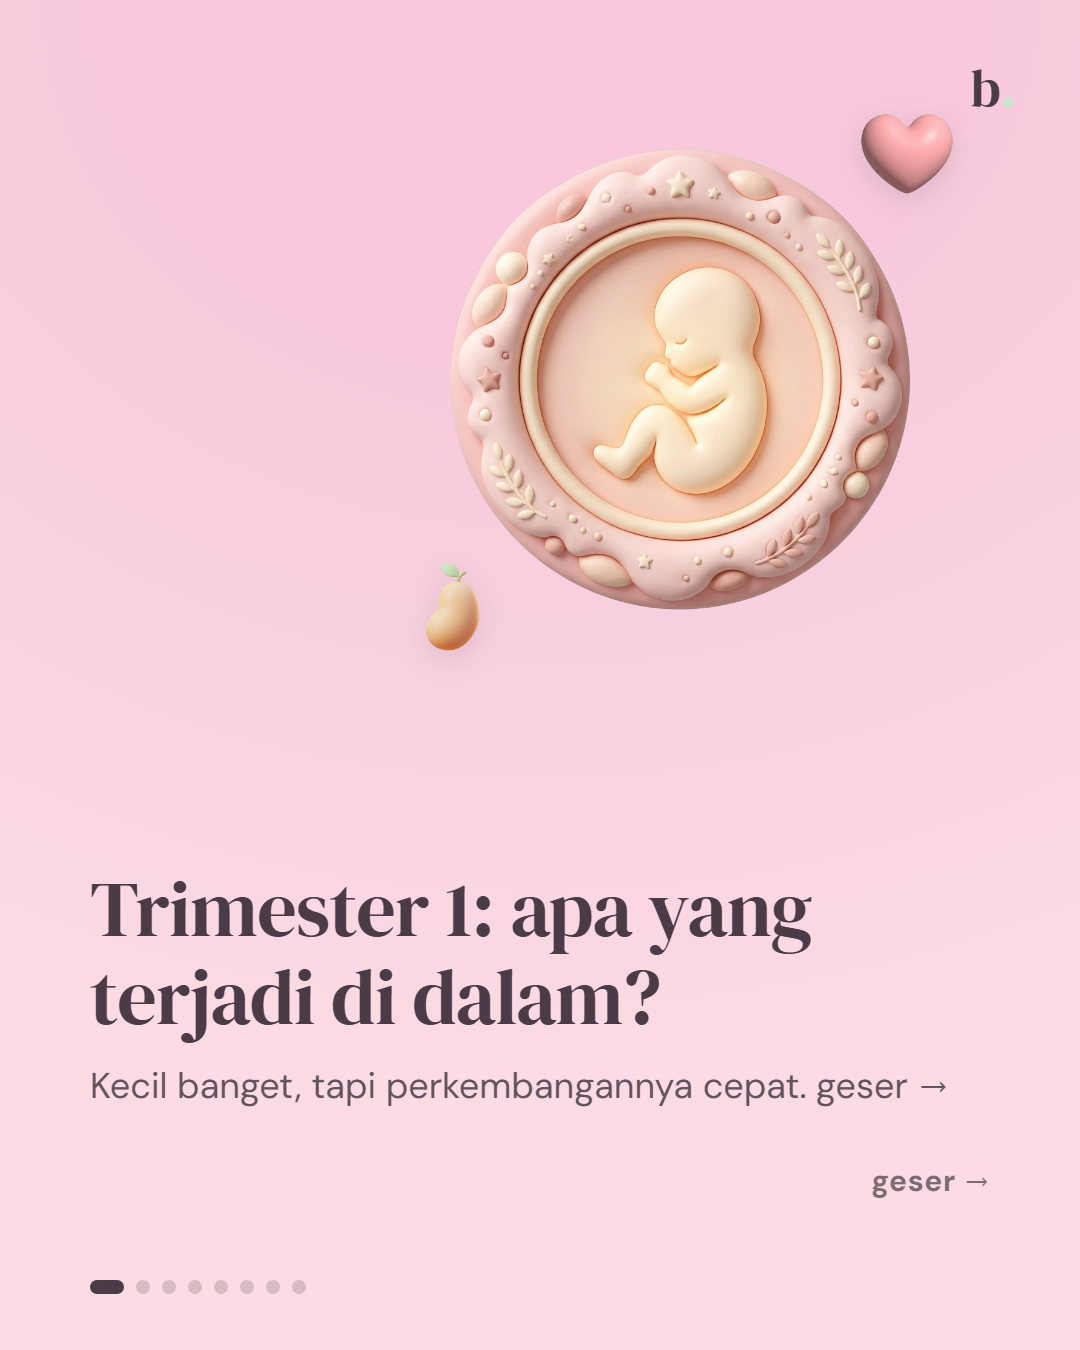 b.
Trimester 1: apa yang
terjadi di dalam?
Kecil banget, tapi perkembangannya cepat. geser →
geser →